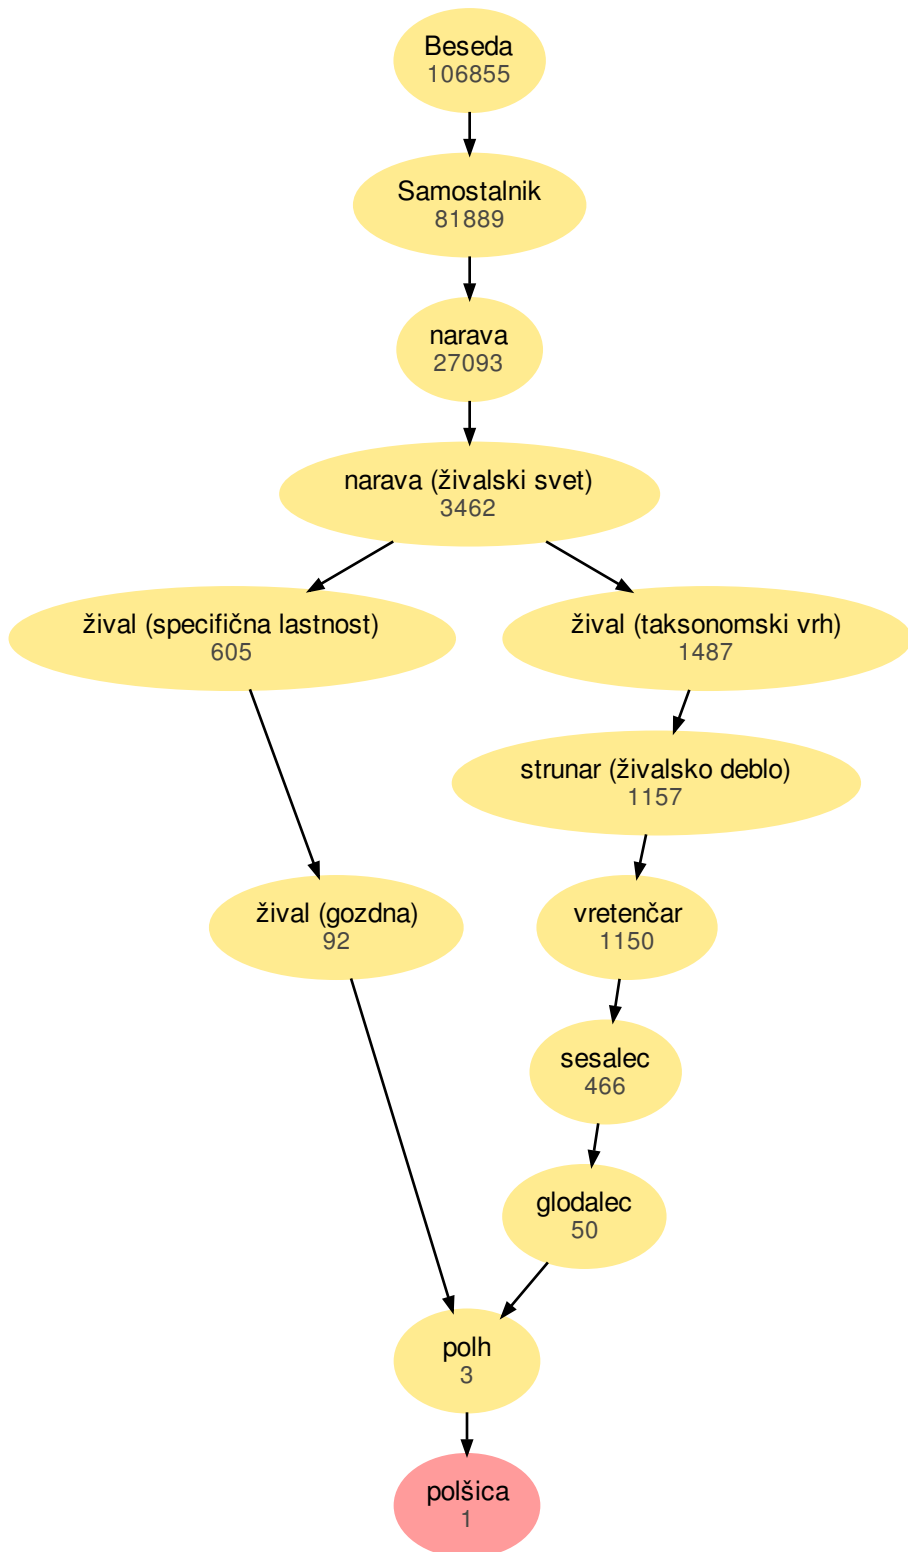 Beseda
106855
Samostalnik
81889
narava
27093
narava (živalski svet)
3462
žival (specifična lastnost)
605
žival (taksonomski vrh)
1487
strunar (živalsko deblo)
1157
žival (gozdna)
92
vretenčar
1150
sesalec
466
glodalec
50
polh
3
polšica
1